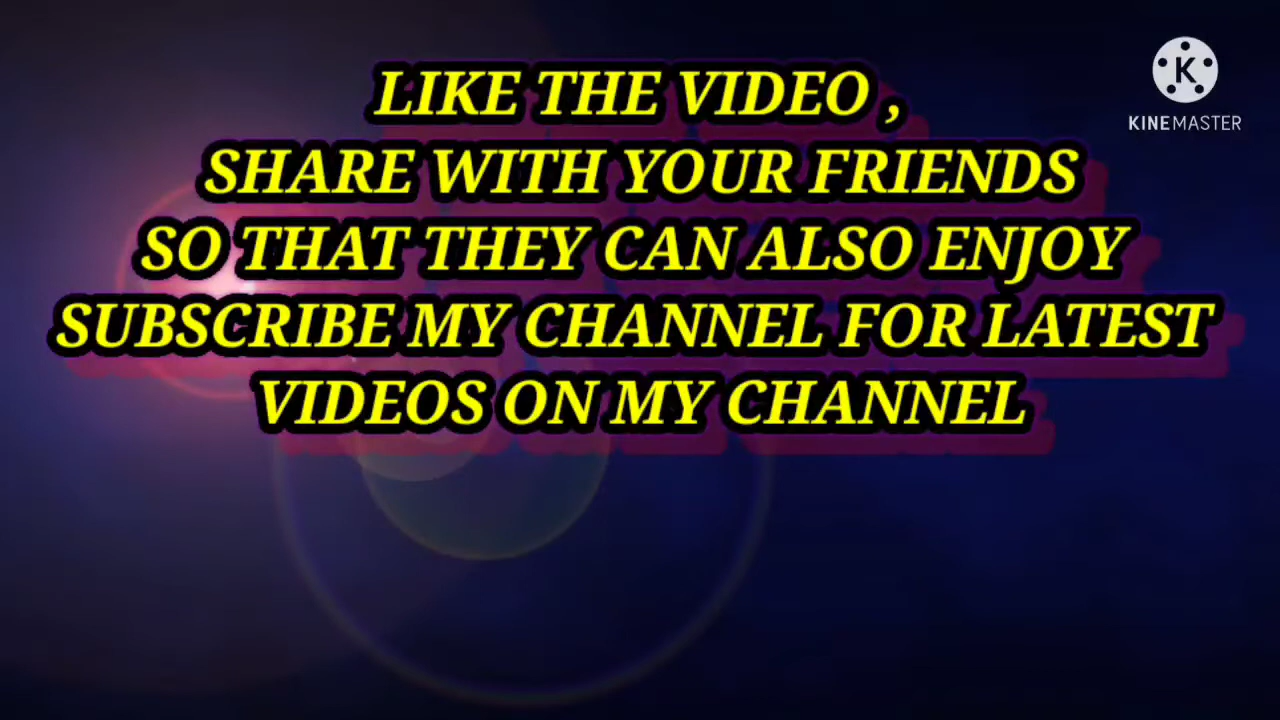 LIKE THE VIDEO ,
SHARE WITH YOUR FRIENDS
SO THAT THEY CAN ALSO ENJOY
SUBSCRIBE MY CHANNEL FOR LATEST
VIDEOS ON MY CHANNEL
K
KINEMASTER